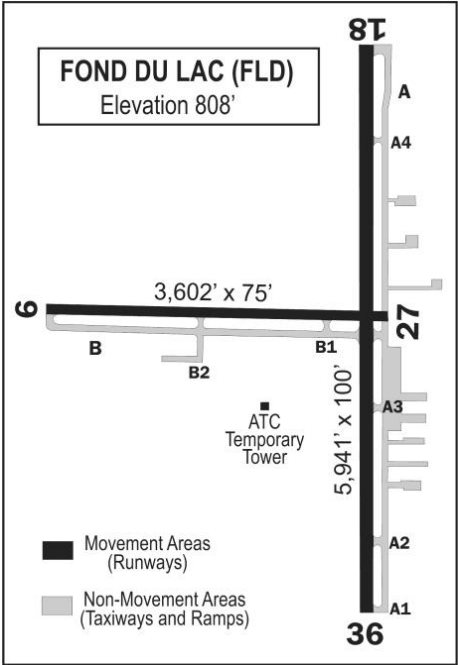 18
FOND DU LAC (FLD)
Elevation 808'
A
A4
3,602' x 75'
9
27
B
B1
B2
ATC
Temporary
Tower
A3
5,941' x 100'
Movement Areas
(Runways)
A2
Non-Movement Areas
(Taxiways and Ramps)
A1
36